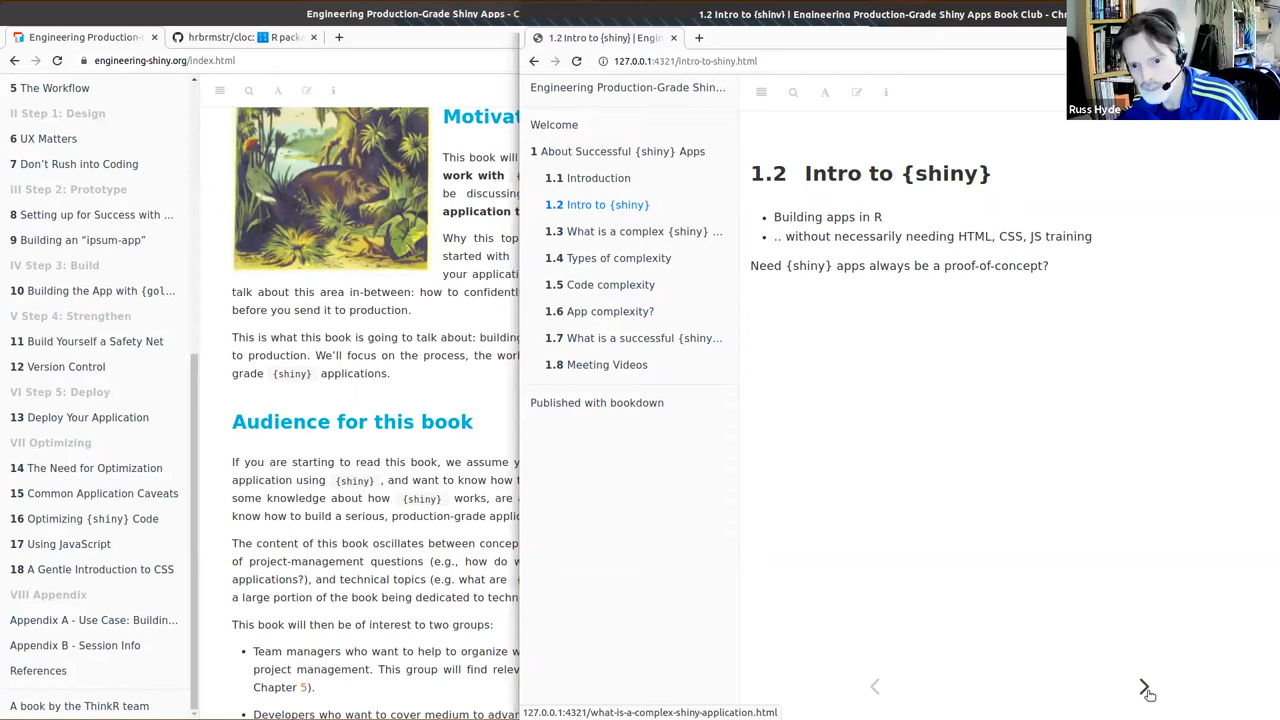 Engineering Production-Grade Shiny Apps - C
1.2 Intro to {shiny} | Engineering Production-Grade Shiny Apps Book Club - Chr
Engineering Production-
hrbrmstr/cloc: R packa
1.2 Intro to {shiny} | Engin
engineering-shiny.org/index.html
127.0.0.1:4321/intro-to-shiny.html
Russ Hyde
5 The Workflow
II Step 1: Design
6 UX Matters
7 Don't Rush into Coding
III Step 2: Prototype
8 Setting up for Success with ...
9 Building an “ipsum-app”
IV Step 3: Build
10 Building the App with {gol...
V Step 4: Strengthen
11 Build Yourself a Safety Net
12 Version Control
VI Step 5: Deploy
13 Deploy Your Application
VII Optimizing
14 The Need for Optimization
15 Common Application Caveats
16 Optimizing {shiny} Code
17 Using JavaScript
18 A Gentle Introduction to CSS
VIII Appendix
Appendix A - Use Case: Buildin...
Appendix B - Session Info
References
A book by the ThinkR team
Motivat
This book will
work with
be discussing
application t
Why this top
started with
your applicati
talk about this area in-between: how to confidently
before you send it to production.
This is what this book is going to talk about: building
to production. We'll focus on the process, the wor
grade {shiny} applications.
Audience for this book
If you are starting to read this book, we assume y
application using {shiny} , and want to know how t
some knowledge about how {shiny} works, are
know how to build a serious, production-grade applic
The content of this book oscillates between concep
of project-management questions (e.g., how do w
applications?), and technical topics (e.g. what are
a large portion of the book being dedicated to techn
This book will then be of interest to two groups:
• Team managers who want to help to organize w
project management. This group will find relev
Chapter 5).
• Developers who want to cover medium to advan
Engineering Production-Grade Shin...
Welcome
1 About Successful {shiny} Apps
1.1 Introduction
1.2 Intro to {shiny}
1.3 What is a complex {shiny} ...
1.4 Types of complexity
1.5 Code complexity
1.6 App complexity?
1.7 What is a successful {shiny...
1.8 Meeting Videos
Published with bookdown
1.2 Intro to {shiny}
• Building apps in R
• .. without necessarily needing HTML, CSS, JS training
Need {shiny} apps always be a proof-of-concept?
127.0.0.1:4321/what-is-a-complex-shiny-application.html